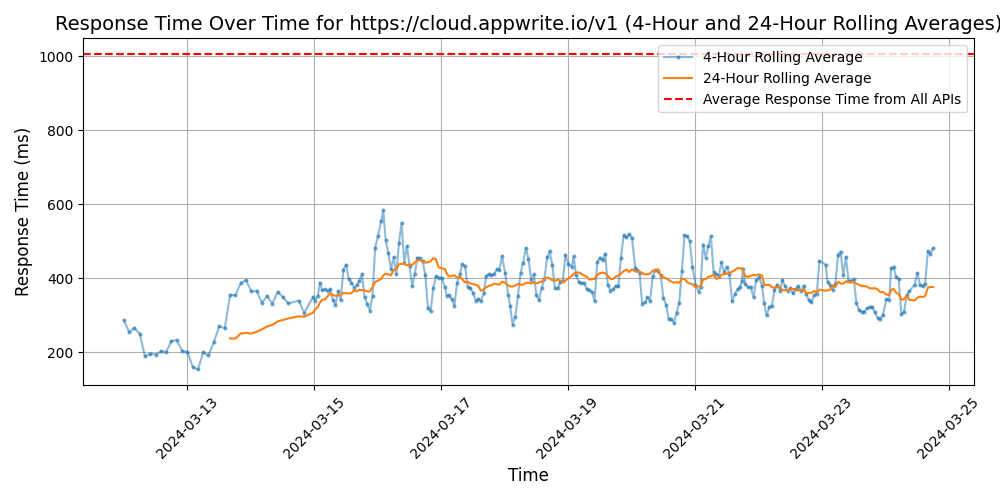 Response Time Over Time for https://cloud.appwrite.io/v1 (4-Hour and 24-Hour Rolling Averages)
4-Hour Rolling Average
24-Hour Rolling Average
Average Response Time from All APIs
Response Time (ms)
1000
800
600
400
200
2024-03-13
2024-03-15
2024-03-17
2024-03-19
2024-03-21
2024-03-23
2024-03-25
Time